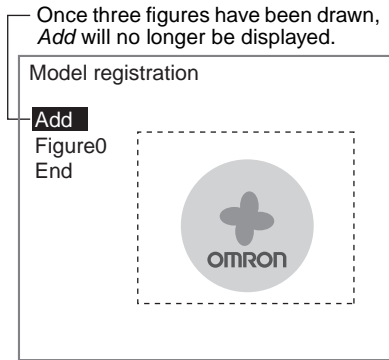 Once three figures have been drawn,
Add will no longer be displayed.
Model registration
Add
Figure0
End
OMRON